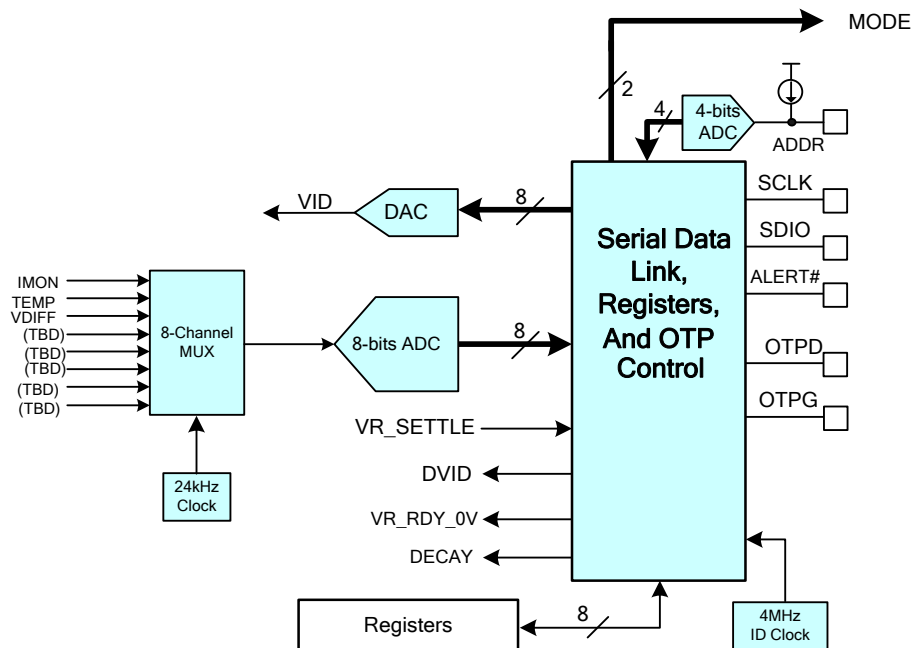 MODE
2
4
4-bits
ADC
ADDR
SCLK
VID
DAC
8
Serial Data
Link,
Registers,
And OTP
Control
SDIO
ALERT#
IMON
TEMP
VDIFF
(TBD)
(TBD)
(TBD)
(TBD)
(TBD)
8-Channel
MUX
8-bits ADC
8
OTPD
OTPG
VR_SETTLE
DVID
24kHz
Clock
VR_RDY_0V
DECAY
Registers
8
4MHz
ID Clock